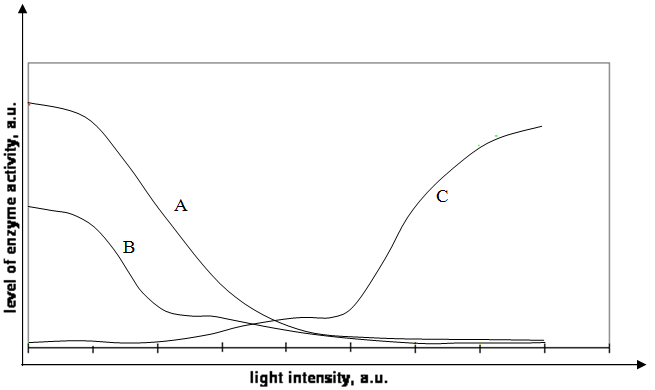 level of enzyme activity, a.u.
A
B
C
light intensity, a.u.